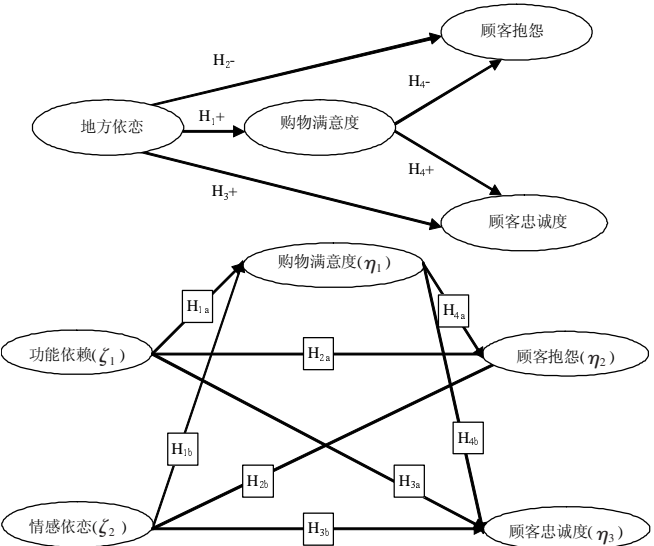 顾客抱怨
H2-
H4-
地方依恋
H1+
购物满意度
H4+
H3+
顾客忠诚度
购物满意度(η1)
H1a
H4a
功能依赖(ζ1)
H2a
顾客抱怨(η2)
H1b
H4b
H2b
H3a
情感依恋(ζ2)
H3b
顾客忠诚度(η3)